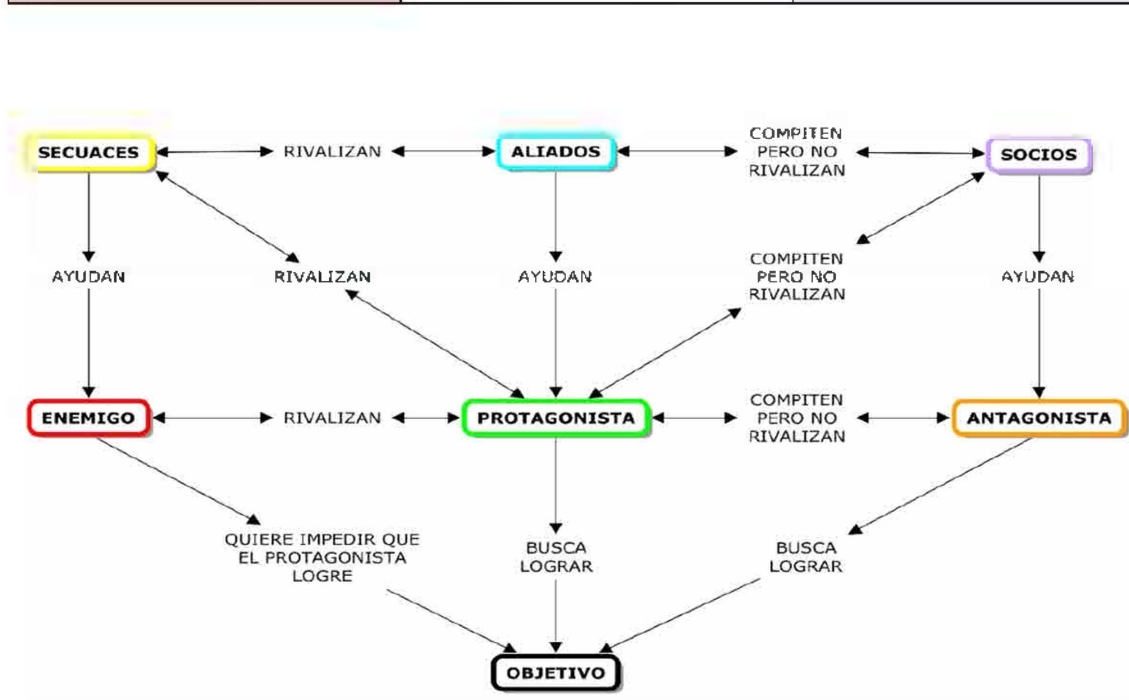 SECUACES
RIVALIZAN
ALIADOS
COMPITEN
PERO NO
RIVALIZAN
SOCIOS
AYUDAN
RIVALIZAN
AYUDAN
COMPITEN
PERO NO
RIVALIZAN
AYUDAN
ENEMIGO
RIVALIZAN
PROTAGONISTA
COMPITEN
PERO NO
RIVALIZAN
ANTAGONISTA
QUIERE IMPEDIR QUE
EL PROTAGONISTA
LOGRE
BUSCA
LOGRAR
BUSCA
LOGRAR
OBJETIVO